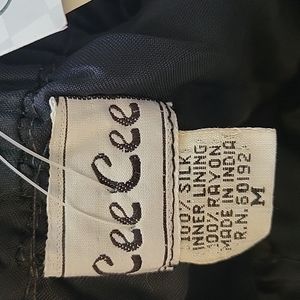 Cee Cee
100% SILK
INNER LINING
100% RAYON
MADE IN INDIA
R.N. 60192
M